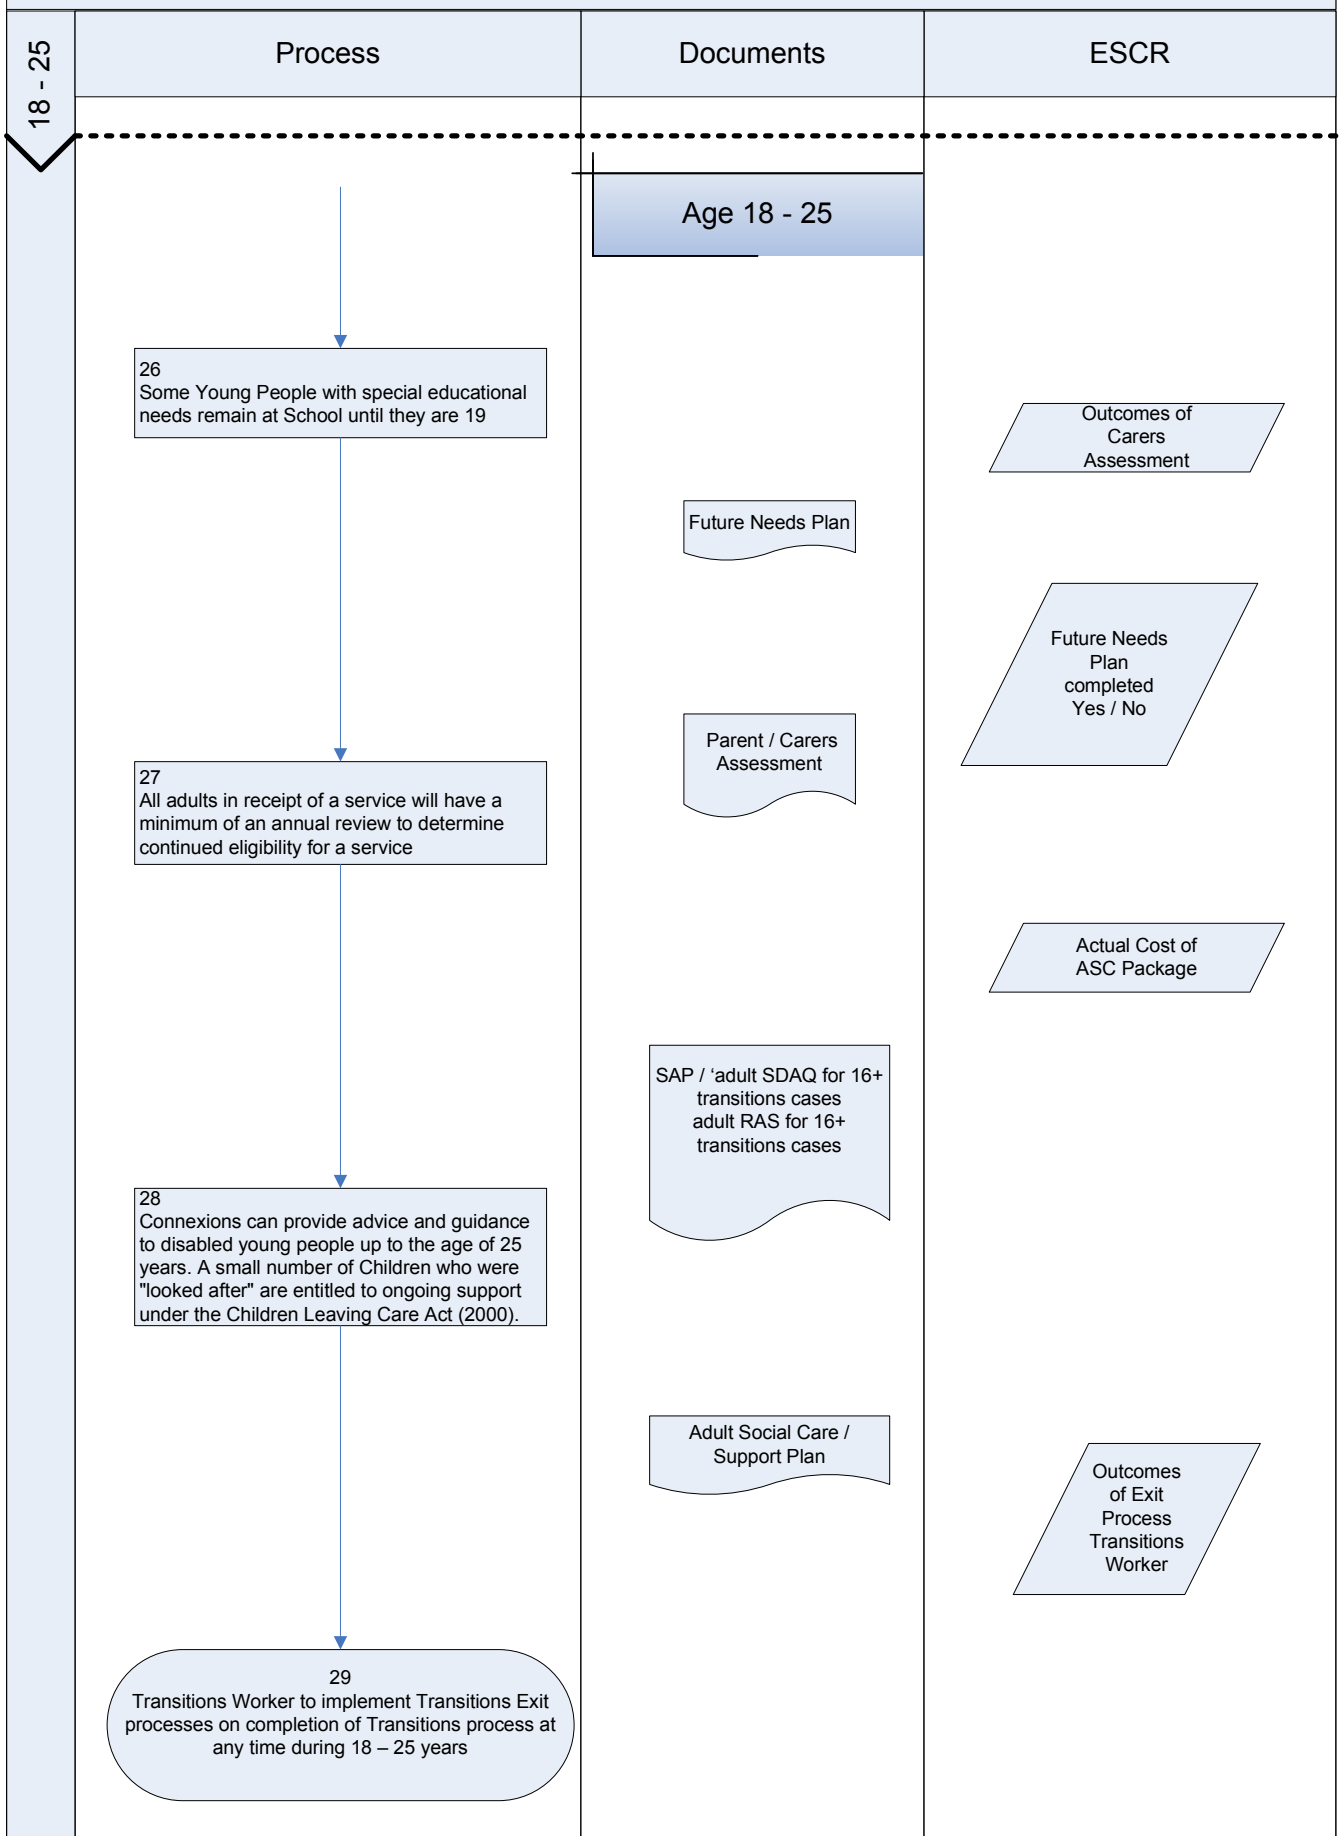 18 - 25
Process
Documents
ESCR
Age 18 - 25
26
Some Young People with special educational
needs remain at School until they are 19
Outcomes of
Carers
Assessment
Future Needs Plan
Future Needs
Plan
completed
Yes / No
Parent / Carers
Assessment
27
All adults in receipt of a service will have a
minimum of an annual review to determine
continued eligibility for a service
Actual Cost of
ASC Package
SAP / ‘adult SDAQ for 16+
transitions cases
adult RAS for 16+
transitions cases
28
Connexions can provide advice and guidance
to disabled young people up to the age of 25
years. A small number of Children who were
"looked after" are entitled to ongoing support
under the Children Leaving Care Act (2000).
Adult Social Care /
Support Plan
Outcomes
of Exit
Process
Transitions
Worker
29
Transitions Worker to implement Transitions Exit
processes on completion of Transitions process at
any time during 18 – 25 years